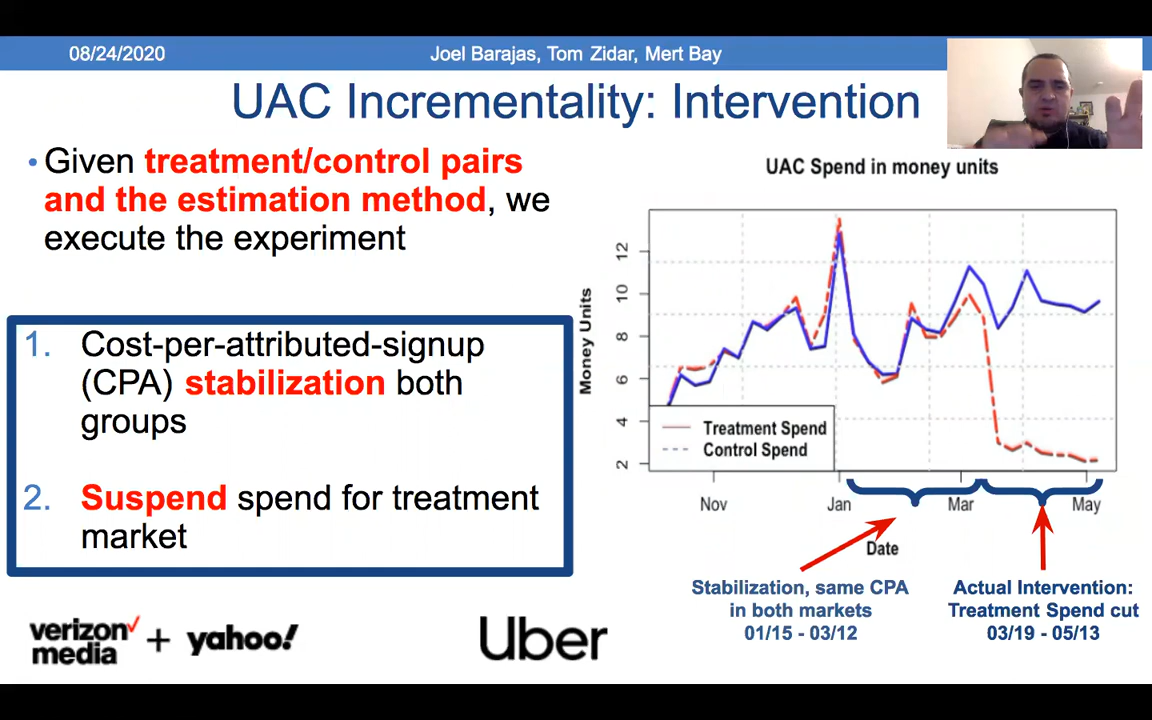 08/24/2020
Joel Barajas, Tom Zidar, Mert Bay
UAC Incrementality: Intervention
• Given treatment/control pairs
and the estimation method, we
execute the experiment
1. Cost-per-attributed-signup
(CPA) stabilization both
groups
2. Suspend spend for treatment
market
UAC Spend in money units
Money Units
12
10
8
6
4
2
Treatment Spend
Control Spend
Nov
Jan
Mar
May
Date
Stabilization, same CPA
in both markets
01/15 - 03/12
Actual Intervention:
Treatment Spend cut
03/19 - 05/13
verizon✓
media
+
yahoo!
Uber